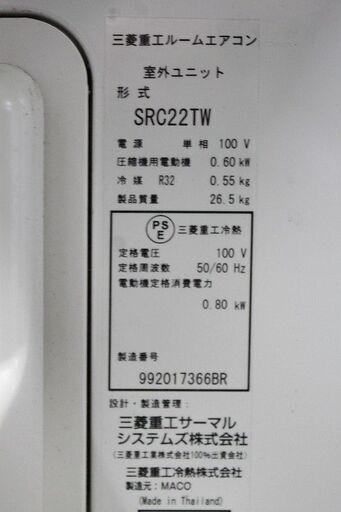 三菱重工ルームエアコン
室外ユニット
形式
SRC22TW
電源 単相 100 V
圧縮機用電動機 0.60 kW
冷媒 R32 0.55 kg
製品質量 26.5 kg
PS E 三菱重工冷熱
定格電圧 100 V
定格周波数 50/60 Hz
電動機定格消費電力
0.80 kW
製造番号
992017366BR
設計・製造管理:
三菱重工サーマル
システムズ株式会社
(三菱重工業株式会社100%出資会社)
三菱重工冷熱株式会社
製造元: MACO
(Made in Thailand)